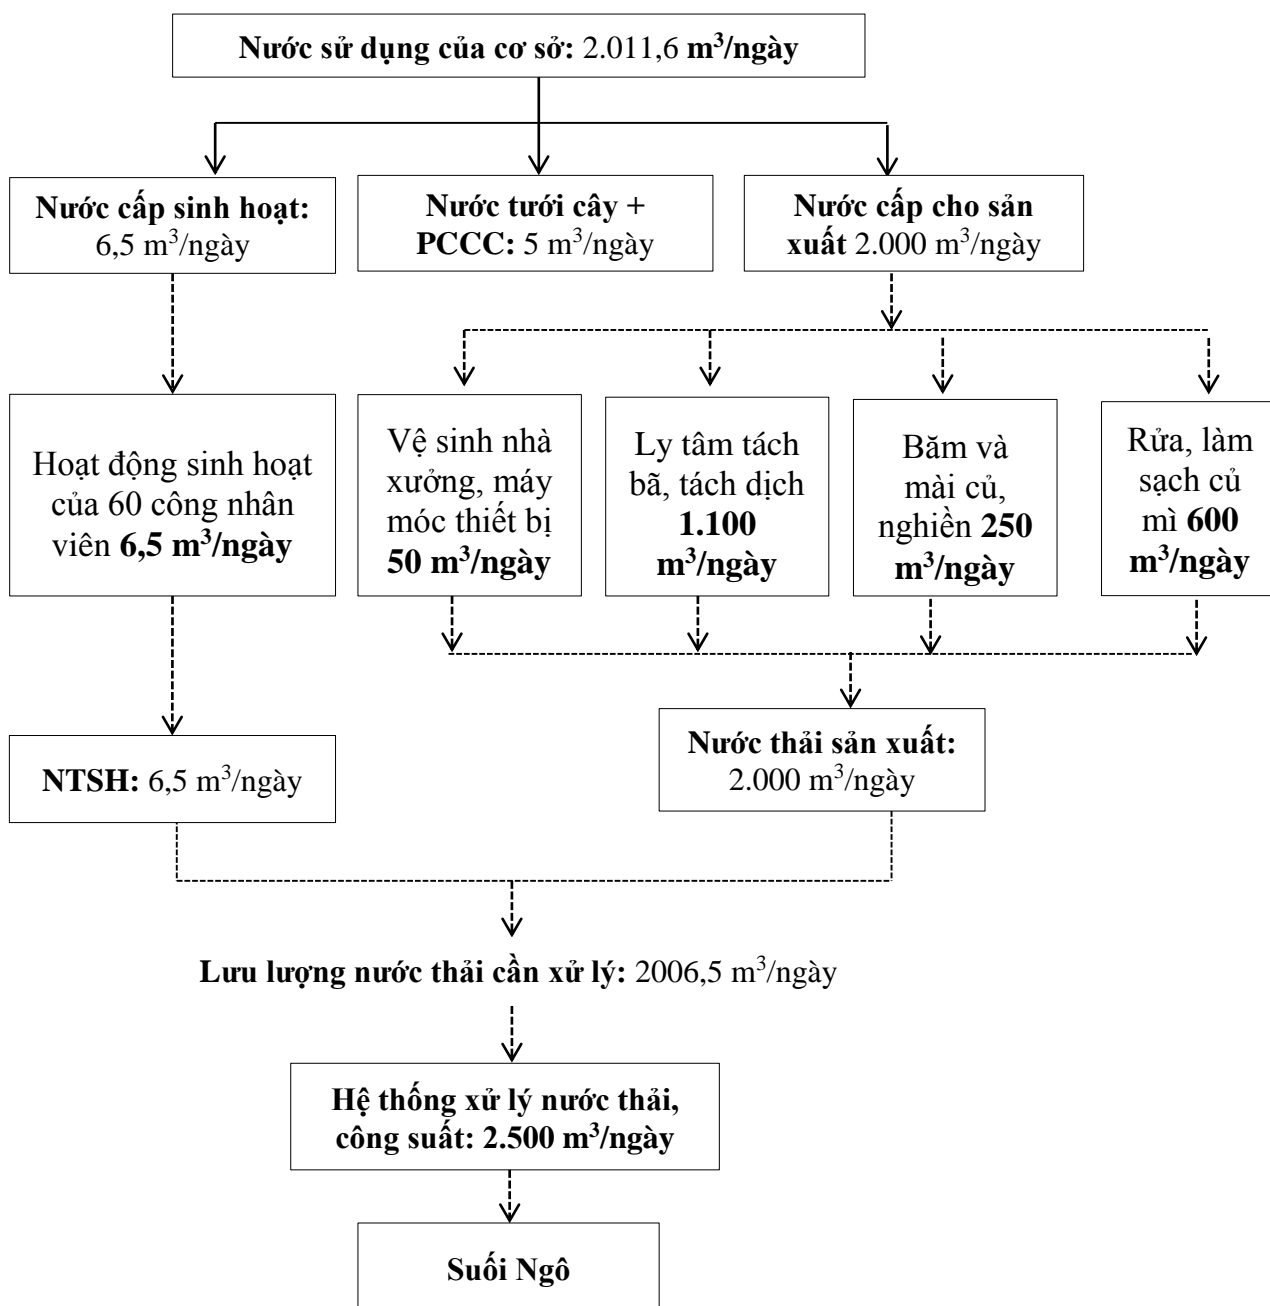 Nước sử dụng của cơ sở: 2.011,6 m³/ngày
Nước cấp sinh hoạt:
6,5 m³/ngày
Nước tưới cây +
PCCC: 5 m³/ngày
Nước cấp cho sản
xuất 2.000 m³/ngày
Hoạt động sinh hoạt
của 60 công nhân
viên 6,5 m³/ngày
Vệ sinh nhà
xưởng, máy
móc thiết bị
50 m³/ngày
Ly tâm tách
bã, tách dịch
1.100
m³/ngày
Băm và
mài củ,
nghiền 250
m³/ngày
Rửa, làm
sạch củ
mì 600
m³/ngày
NTSH: 6,5 m³/ngày
Nước thải sản xuất:
2.000 m³/ngày
Lưu lượng nước thải cần xử lý: 2006,5 m³/ngày
Hệ thống xử lý nước thải,
công suất: 2.500 m³/ngày
Suối Ngô